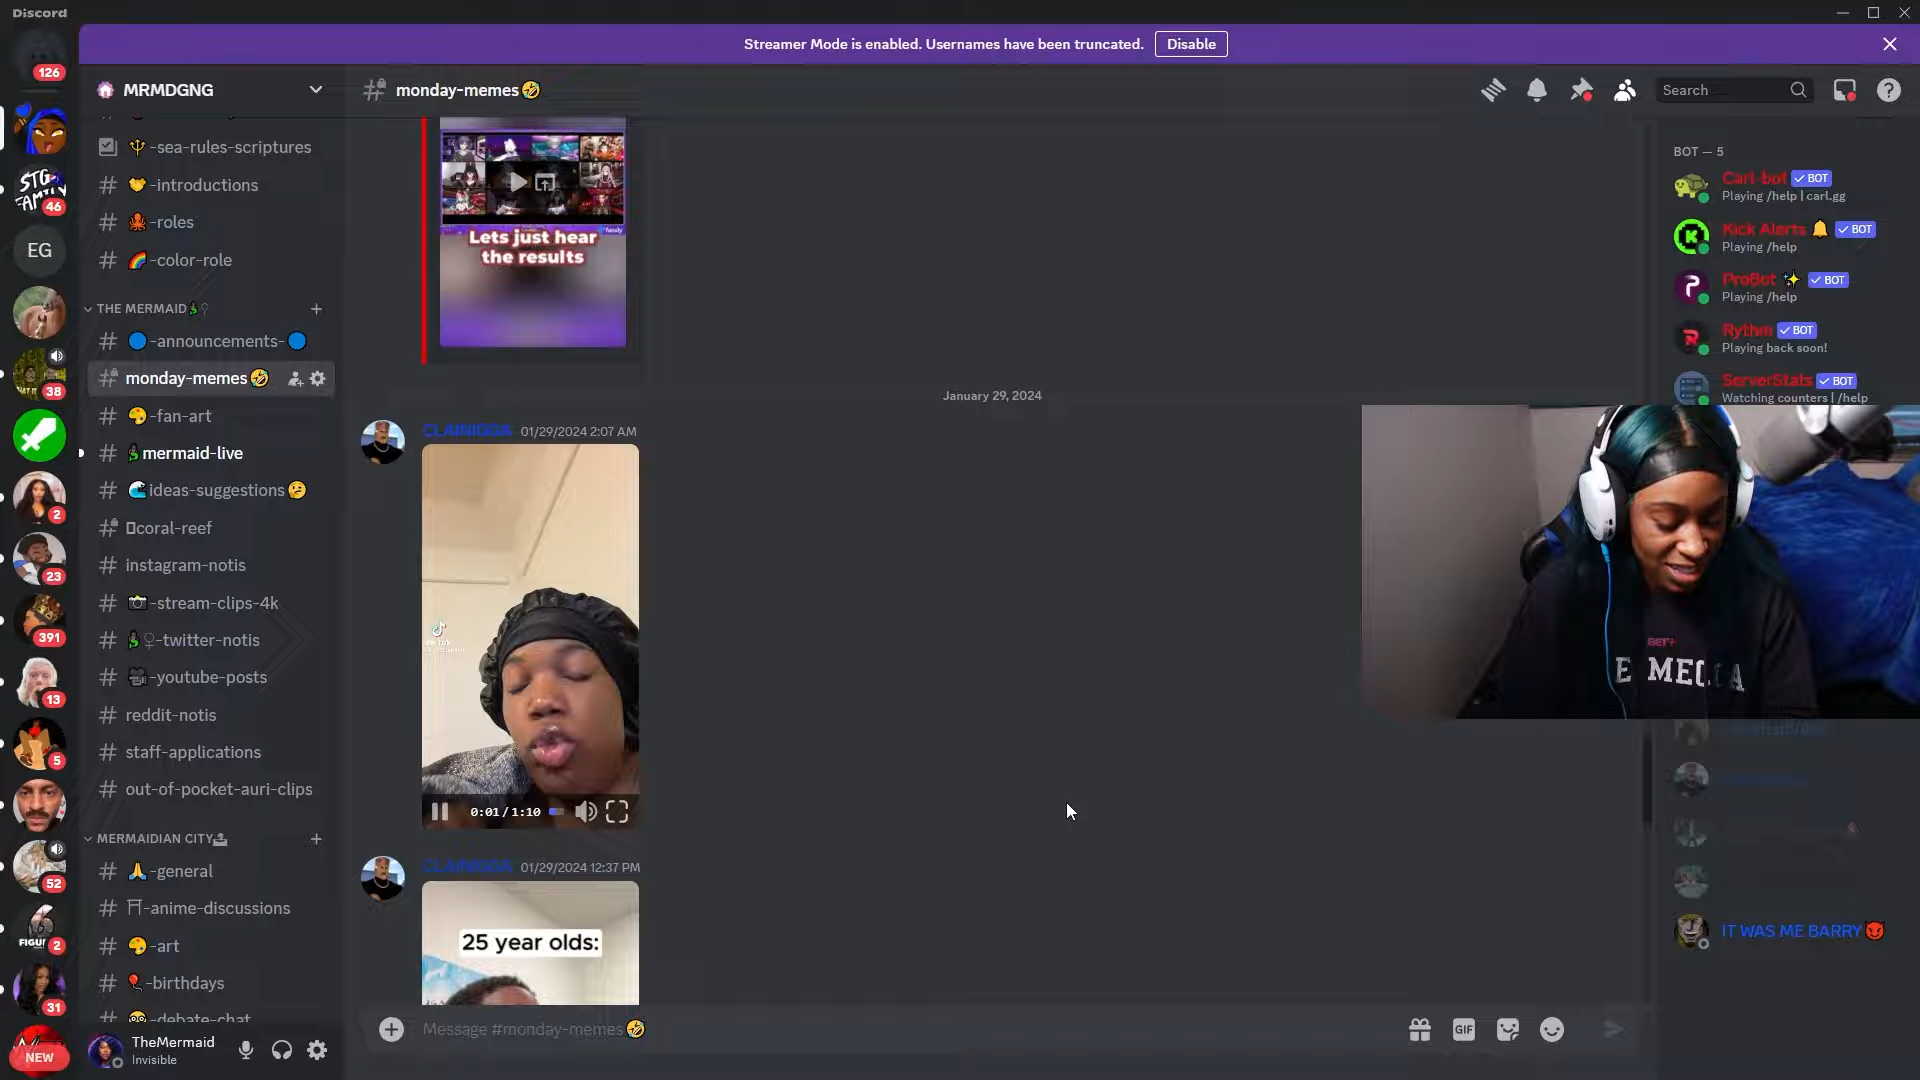 Discord
Streamer Mode is enabled. Usernames have been truncated.
Disable
126
46
EG
38
2
23
391
13
5
52
2
31
NEW
STG
FAMILY
MRMDGNG
-sea-rules-scriptures
-introductions
-roles
-color-role
THE MERMAID
-announcements-
monday-memes
-fan-art
mermaid-live
ideas-suggestions
coral-reef
instagram-notis
-stream-clips-4k
-twitter-notis
-youtube-posts
reddit-notis
staff-applications
out-of-pocket-auri-clips
MERMAIDIAN CITY
-general
-anime-discussions
-art
-birthdays
-debate-chat
TheMermaid
Invisible
monday-memes🤣
Search
Lets just hear
the results
January 29, 2024
01/29/2024 2:07 AM
0:01 / 1:10
01/29/2024 12:37 PM
25 year olds:
Message #monday-memes🤣
GIF
BOT — 5
Carl-bot BOT
Playing /help | carl.gg
Kick Alerts 🔔 BOT
Playing /help
ProBot ✨ BOT
Playing /help
Rythm BOT
Playing back soon!
ServerStats BOT
Watching counters | /help
BET+
IT WAS ME BARRY😈